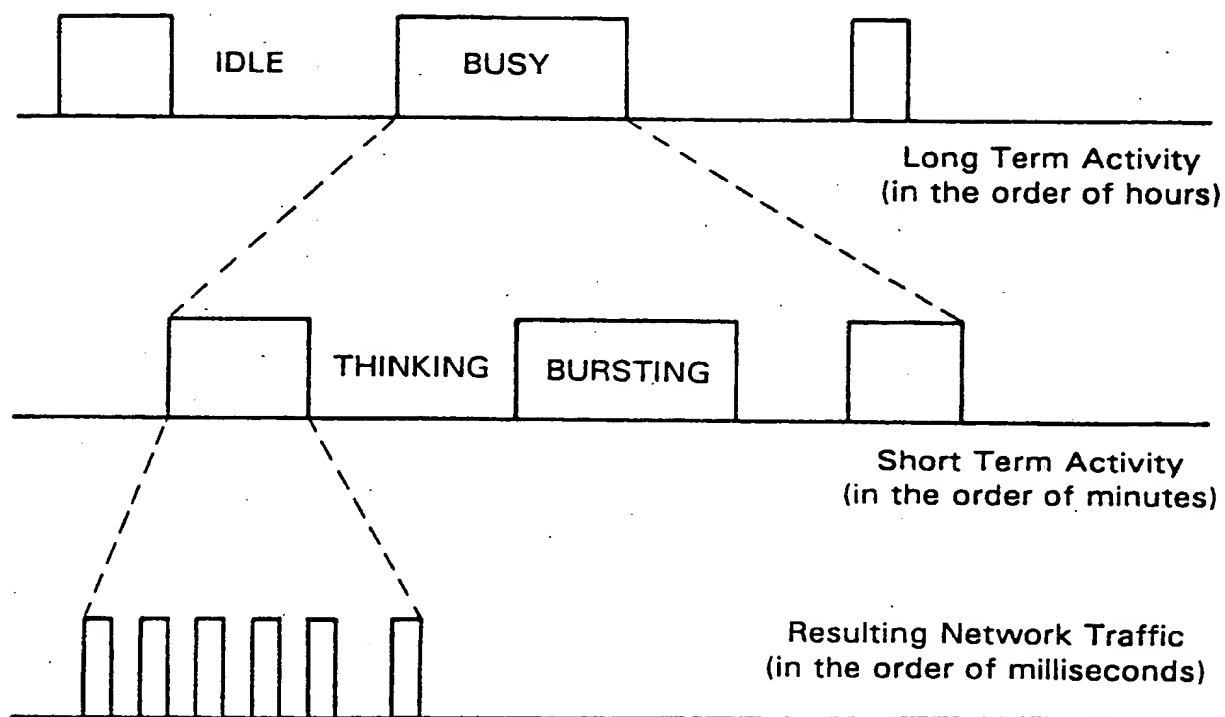 IDLE
BUSY
Long Term Activity
(in the order of hours)
THINKING
BURSTING
Short Term Activity
(in the order of minutes)
Resulting Network Traffic
(in the order of milliseconds)